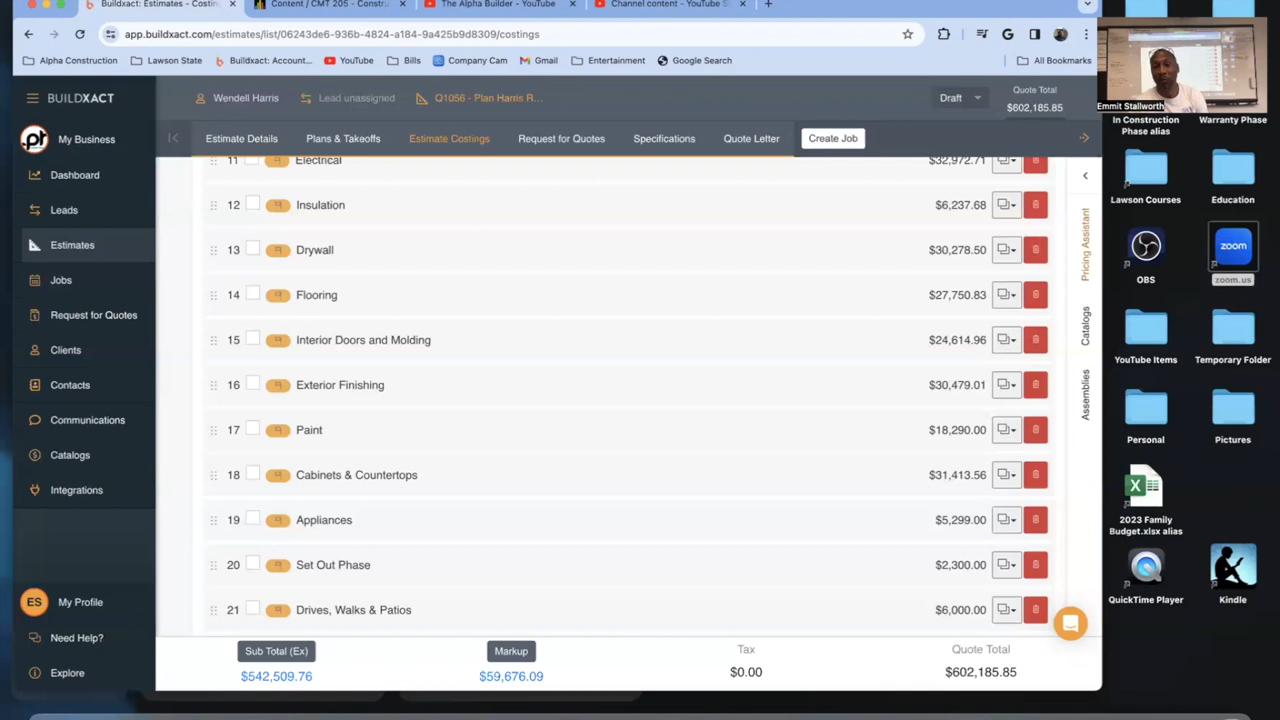 Buildxact: Estimates - Costin
Content / CMT 205 - Constru
The Alpha Builder - YouTube
Channel content - YouTube S
app.buildxact.com/estimates/list/06243de6-936b-4824-a184-9a425b9d8309/costings
Alpha Construction
Lawson State
Buildxact: Account...
YouTube
Bills
Company Cam
Gmail
Entertainment
Google Search
All Bookmarks
BUILDXACT
Wendell Harris
Lead unassigned
Q1056 - Plan Harris R...
Draft
Quote Total
$602,185.85
My Business
Estimate Details
Plans & Takeoffs
Estimate Costings
Request for Quotes
Specifications
Quote Letter
Create Job
Dashboard
Leads
Estimates
Jobs
Request for Quotes
Clients
Contacts
Communications
Catalogs
Integrations
ES
My Profile
Need Help?
Explore
11 Electrical $32,972.71
12 Insulation $6,237.68
13 Drywall $30,278.50
14 Flooring $27,750.83
15 Interior Doors and Molding $24,614.96
16 Exterior Finishing $30,479.01
17 Paint $18,290.00
18 Cabinets & Countertops $31,413.56
19 Appliances $5,299.00
20 Set Out Phase $2,300.00
21 Drives, Walks & Patios $6,000.00
Pricing Assistant
Catalogs
Assemblies
Sub Total (Ex)
$542,509.76
Markup
$59,676.09
Tax
$0.00
Quote Total
$602,185.85
Emmit Stallworth
In Construction
Phase alias
Warranty Phase
Lawson Courses
Education
OBS
zoom
zoom.us
YouTube Items
Temporary Folder
Personal
Pictures
2023 Family
Budget.xlsx alias
QuickTime Player
Kindle